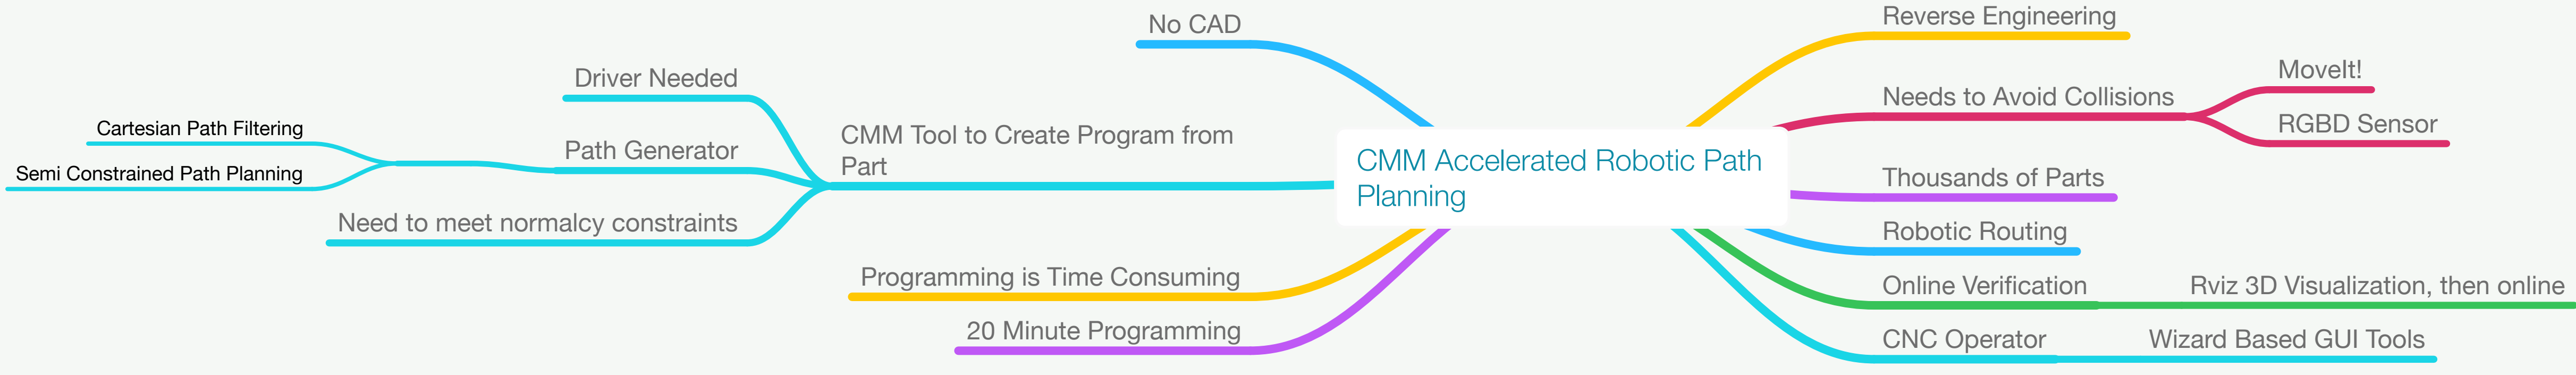 No CAD
Driver Needed
Cartesian Path Filtering
Path Generator
Semi Constrained Path Planning
Need to meet normalcy constraints
CMM Tool to Create Program from
Part
Programming is Time Consuming
20 Minute Programming
CMM Accelerated Robotic Path
Planning
Reverse Engineering
Needs to Avoid Collisions
MoveIt!
RGBD Sensor
Thousands of Parts
Robotic Routing
Online Verification
Rviz 3D Visualization, then online
CNC Operator
Wizard Based GUI Tools